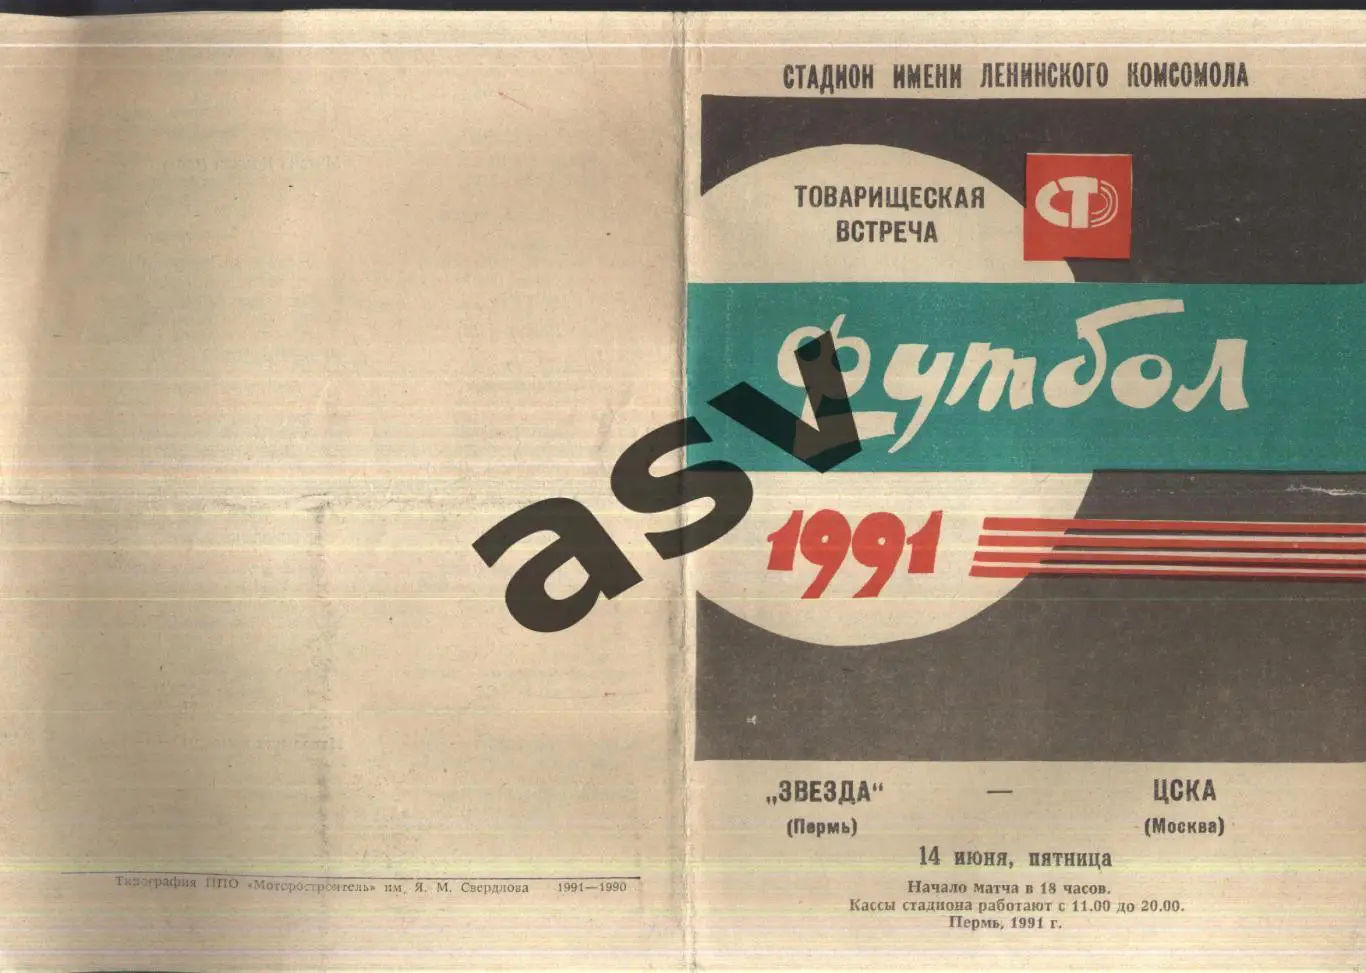 СТАДИОН ИМЕНИ ЛЕНИНСКОГО КОМСОМОЛА
ТОВАРИЩЕСКАЯ
ВСТРЕЧА
СТ
Футбол
asv
1991
„ЗВЕЗДА“ — ЦСКА
(Пермь) (Москва)
14 июня, пятница
Начало матча в 18 часов.
Кассы стадиона работают с 11.00 до 20.00.
Пермь, 1991 г.
Типография ППО «Моторостроитель» им. Я. М. Свердлова 1991—1990